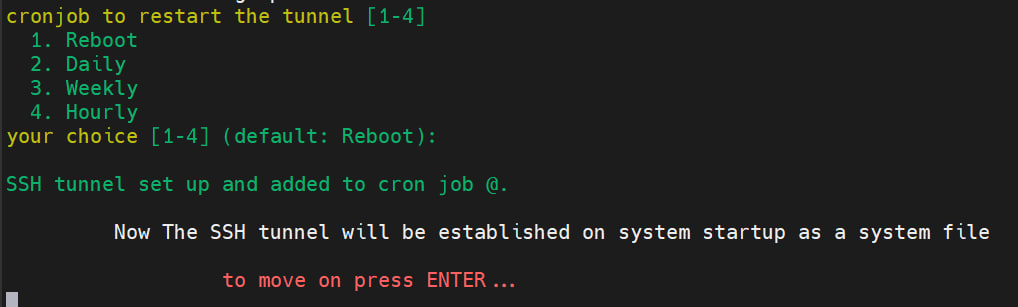 cronjob to restart the tunnel [1-4]
1. Reboot
2. Daily
3. Weekly
4. Hourly
your choice [1-4] (default: Reboot):
SSH tunnel set up and added to cron job @.
Now The SSH tunnel will be established on system startup as a system file
to move on press ENTER...